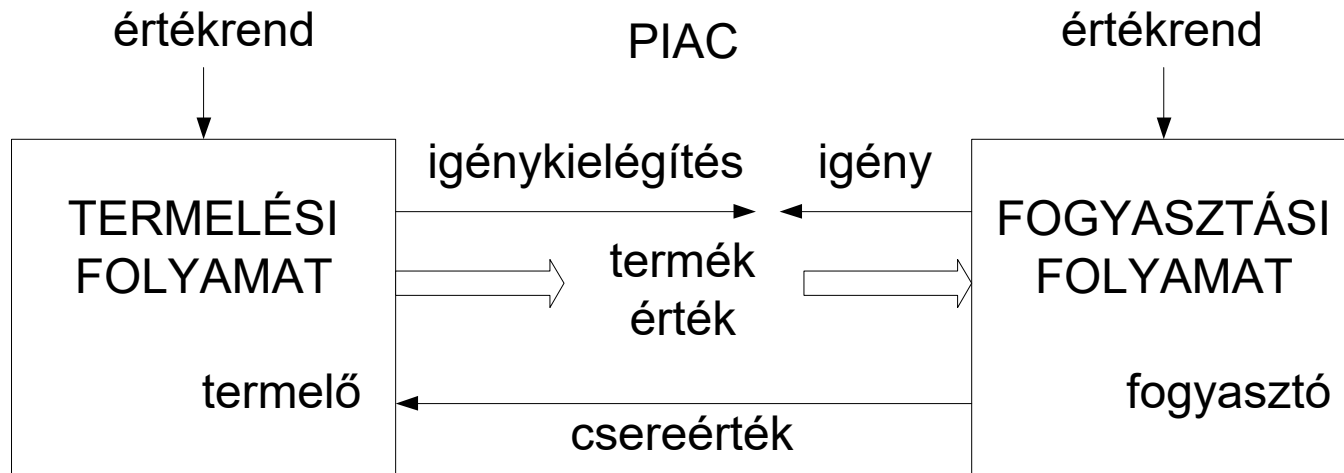 értékrend
PIAC
értékrend
igénykielégítés
igény
TERMELÉSI
FOLYAMAT
termék
érték
FOGYASZTÁSI
FOLYAMAT
termelő
csereérték
fogyasztó